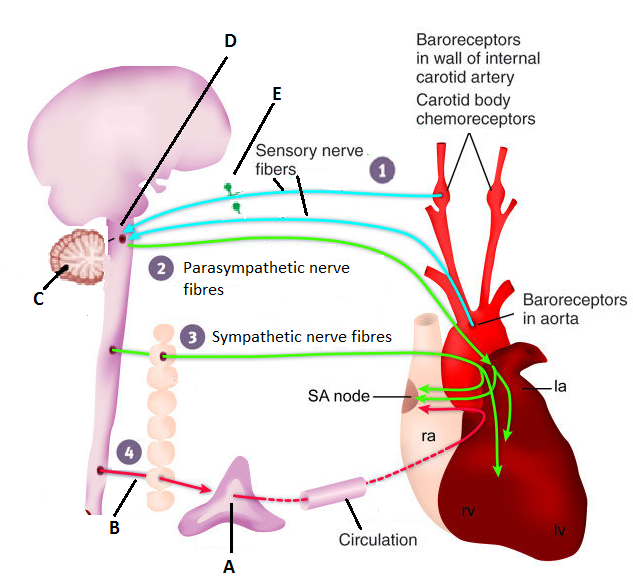 D
Baroreceptors
in wall of internal
carotid artery
Carotid body
chemoreceptors
E
Sensory nerve
fibers
1
2 Parasympathetic nerve
fibres
C
Baroreceptors
in aorta
3 Sympathetic nerve fibres
SA node
la
ra
4
B
rv
lv
Circulation
A